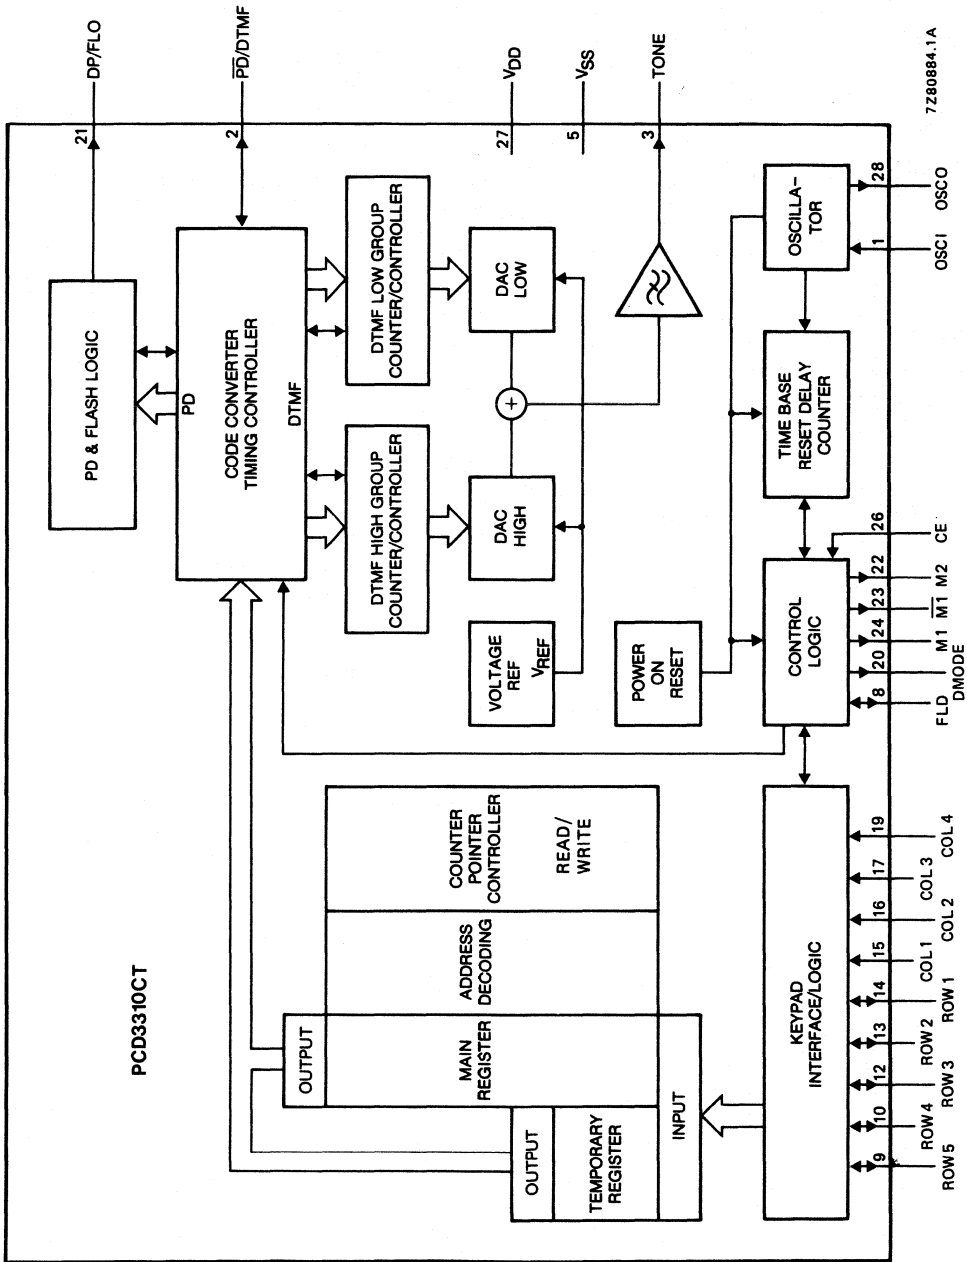 PCD3310CT
21
DP/FLO
2
PD/DTMF
27
VDD
5
VSS
3
TONE
7Z80884.1A
PD & FLASH LOGIC
PD
CODE CONVERTER
TIMING CONTROLLER
DTMF
DTMF HIGH GROUP
COUNTER/CONTROLLER
DTMF LOW GROUP
COUNTER/CONTROLLER
DAC
HIGH
+
DAC
LOW
VOLTAGE
REF
VREF
POWER
ON
RESET
OUTPUT
OUTPUT
TEMPORARY
REGISTER
MAIN
REGISTER
ADDRESS
DECODING
COUNTER
POINTER
CONTROLLER
READ/
WRITE
INPUT
KEYPAD
INTERFACE/LOGIC
CONTROL
LOGIC
TIME BASE
RESET DELAY
COUNTER
OSCILLA-
TOR
9
ROW 5
10
ROW 4
12
ROW 3
13
ROW 2
14
ROW 1
15
COL 1
16
COL 2
17
COL 3
19
COL 4
8
FLD
20
DMODE
24
M1
23
M̅1̅
22
M2
26
CE
1
OSCI
28
OSCO